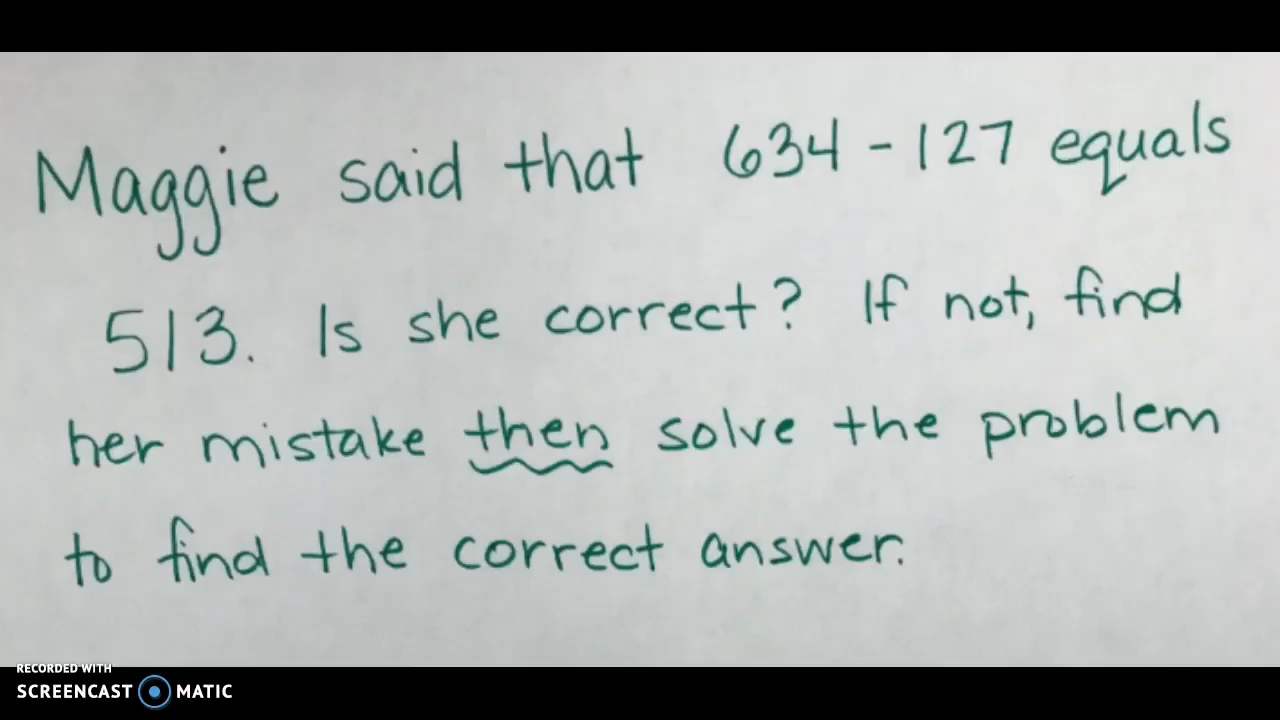 Maggie said that 634 - 127 equals
513. Is she correct? If not, find
her mistake then solve the problem
to find the correct answer.
RECORDED WITH
SCREENCAST MATIC